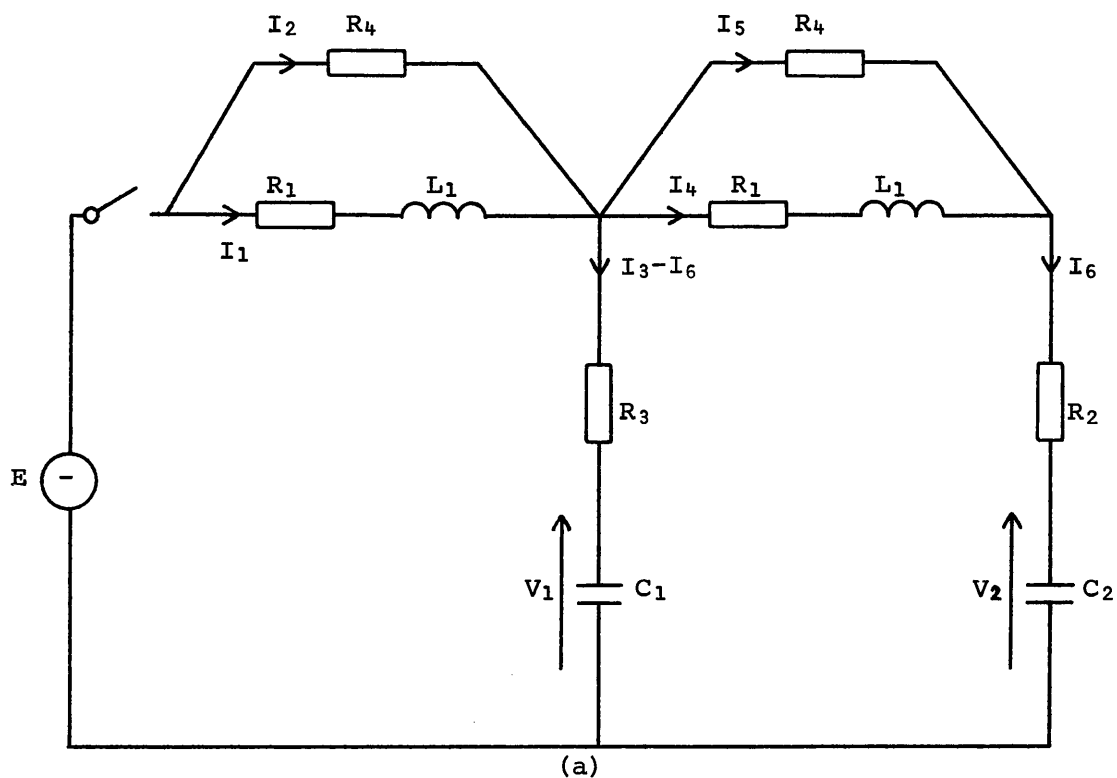 I2 R4 I5 R4
R1 L1 I4 R1 L1
I1 I3-I6 I6
R3 R2
E -
V1 C1 V2 C2
(a)